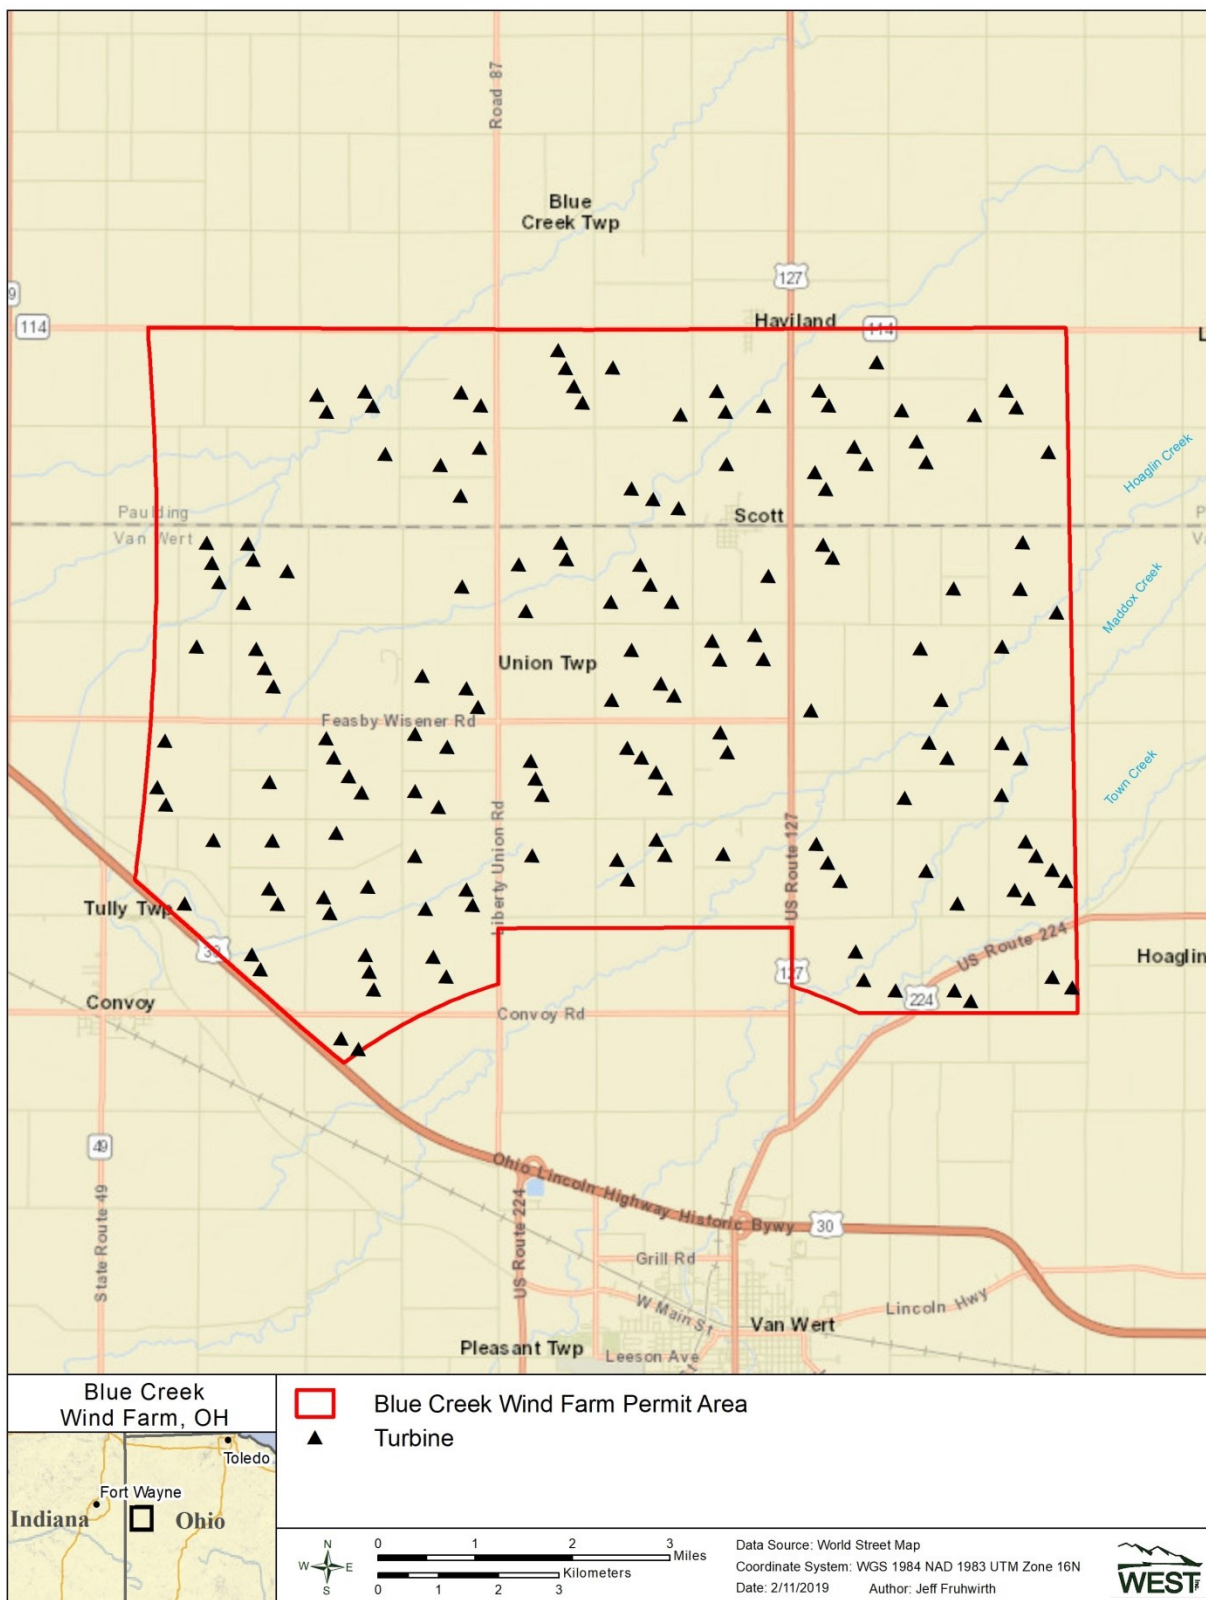 Road 87
Blue
Creek Twp
127
9
114
Haviland
114
L
Hoaglin Creek
Paulding
Van Wert
Scott
P
Va
Maddox Creek
Union Twp
Feasby Wisener Rd
Town Creek
Liberty Union Rd
US Route 127
Tully Twp
30
US Route 224
Hoaglin
127
224
Convoy
Convoy Rd
49
State Route 49
Ohio Lincoln Highway Historic Bywy
30
US Route 224
Grill Rd
W Main St
Lincoln Hwy
Van Wert
Pleasant Twp
Leeson Ave
St
Blue Creek
Wind Farm, OH
Toledo
Fort Wayne
Indiana
Ohio
Blue Creek Wind Farm Permit Area
Turbine
N
W E
S
0 1 2 3 Miles
Kilometers
0 1 2 3
Data Source: World Street Map
Coordinate System: WGS 1984 NAD 1983 UTM Zone 16N
Date: 2/11/2019 Author: Jeff Fruhwirth
WEST Inc.